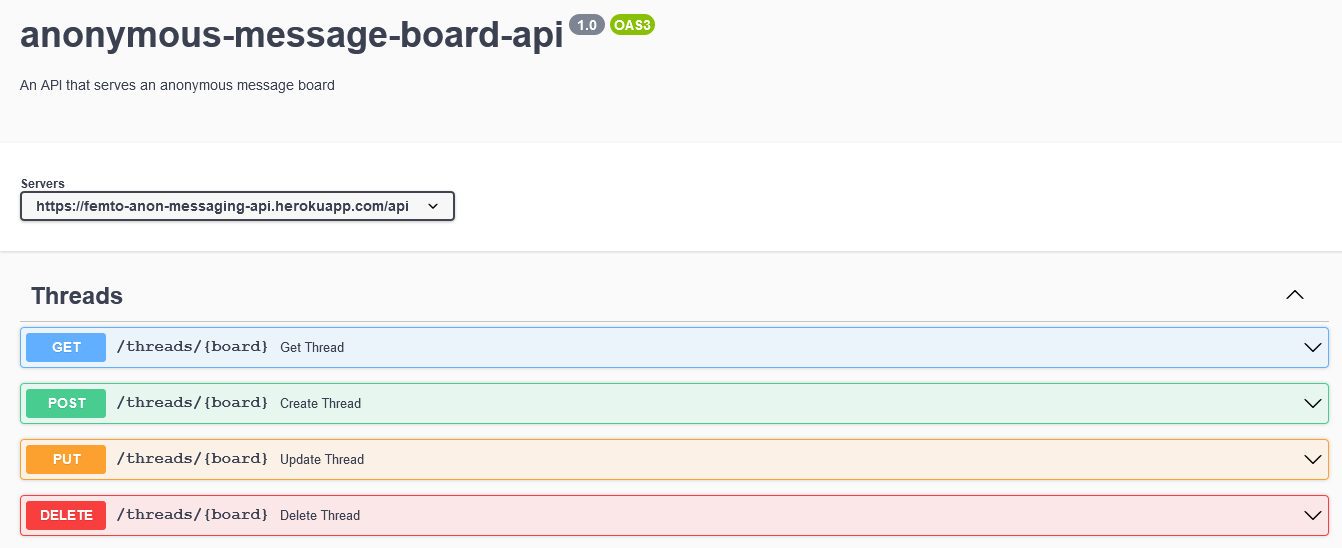 anonymous-message-board-api 1.0 OAS3
An API that serves an anonymous message board
Servers
https://femto-anon-messaging-api.herokuapp.com/api
Threads
GET /threads/{board} Get Thread
POST /threads/{board} Create Thread
PUT /threads/{board} Update Thread
DELETE /threads/{board} Delete Thread